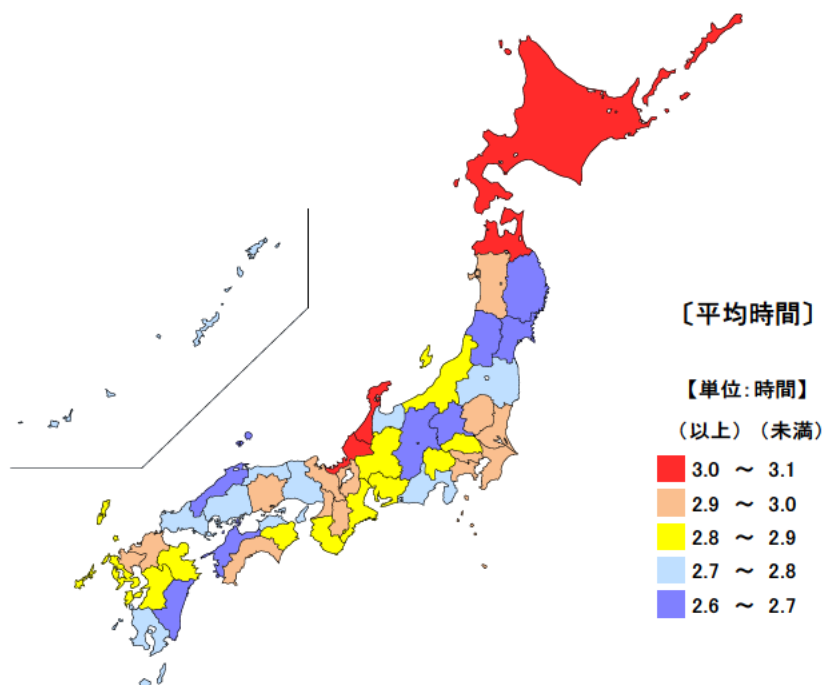 〔平均時間〕
【単位:時間】
(以上) (未満)
3.0 ～ 3.1
2.9 ～ 3.0
2.8 ～ 2.9
2.7 ～ 2.8
2.6 ～ 2.7